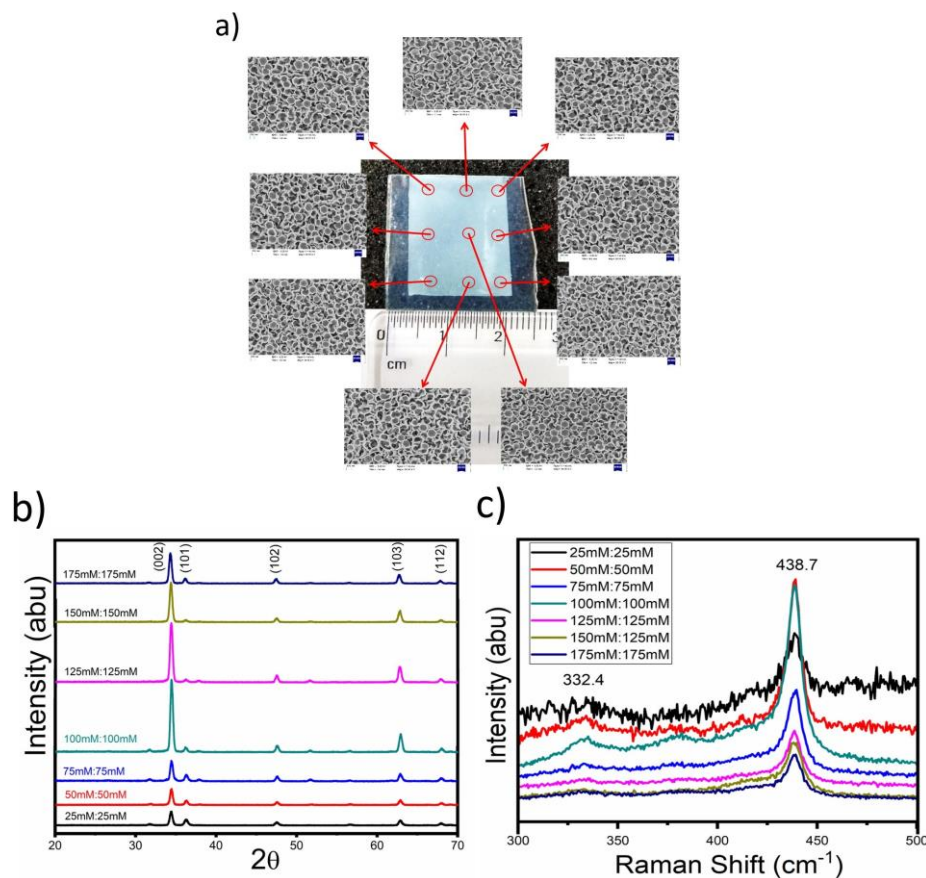 a)
0 1 2 3
cm
b)
(002) (101) (102) (103) (112)
175mM:175mM
150mM:150mM
125mM:125mM
100mM:100mM
75mM:75mM
50mM:50mM
25mM:25mM
Intensity (abu)
20 30 40 50 60 70
2θ
c)
25mM:25mM
50mM:50mM
75mM:75mM
100mM:100mM
125mM:125mM
150mM:125mM
175mM:175mM
438.7
332.4
Intensity (abu)
300 350 400 450 500
Raman Shift (cm⁻¹)